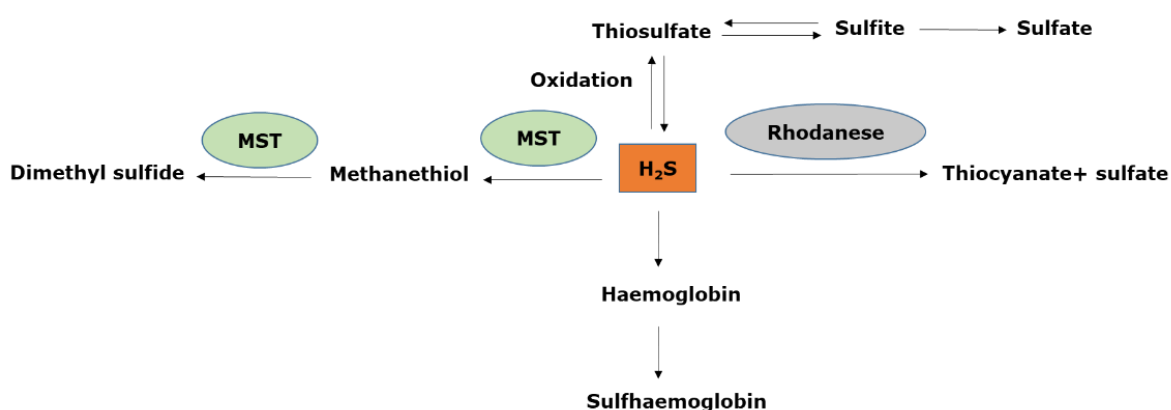 Thiosulfate
Sulfite
Sulfate
Oxidation
MST
MST
Rhodanese
Dimethyl sulfide
Methanethiol
H₂S
Thiocyanate+ sulfate
Haemoglobin
Sulfhaemoglobin